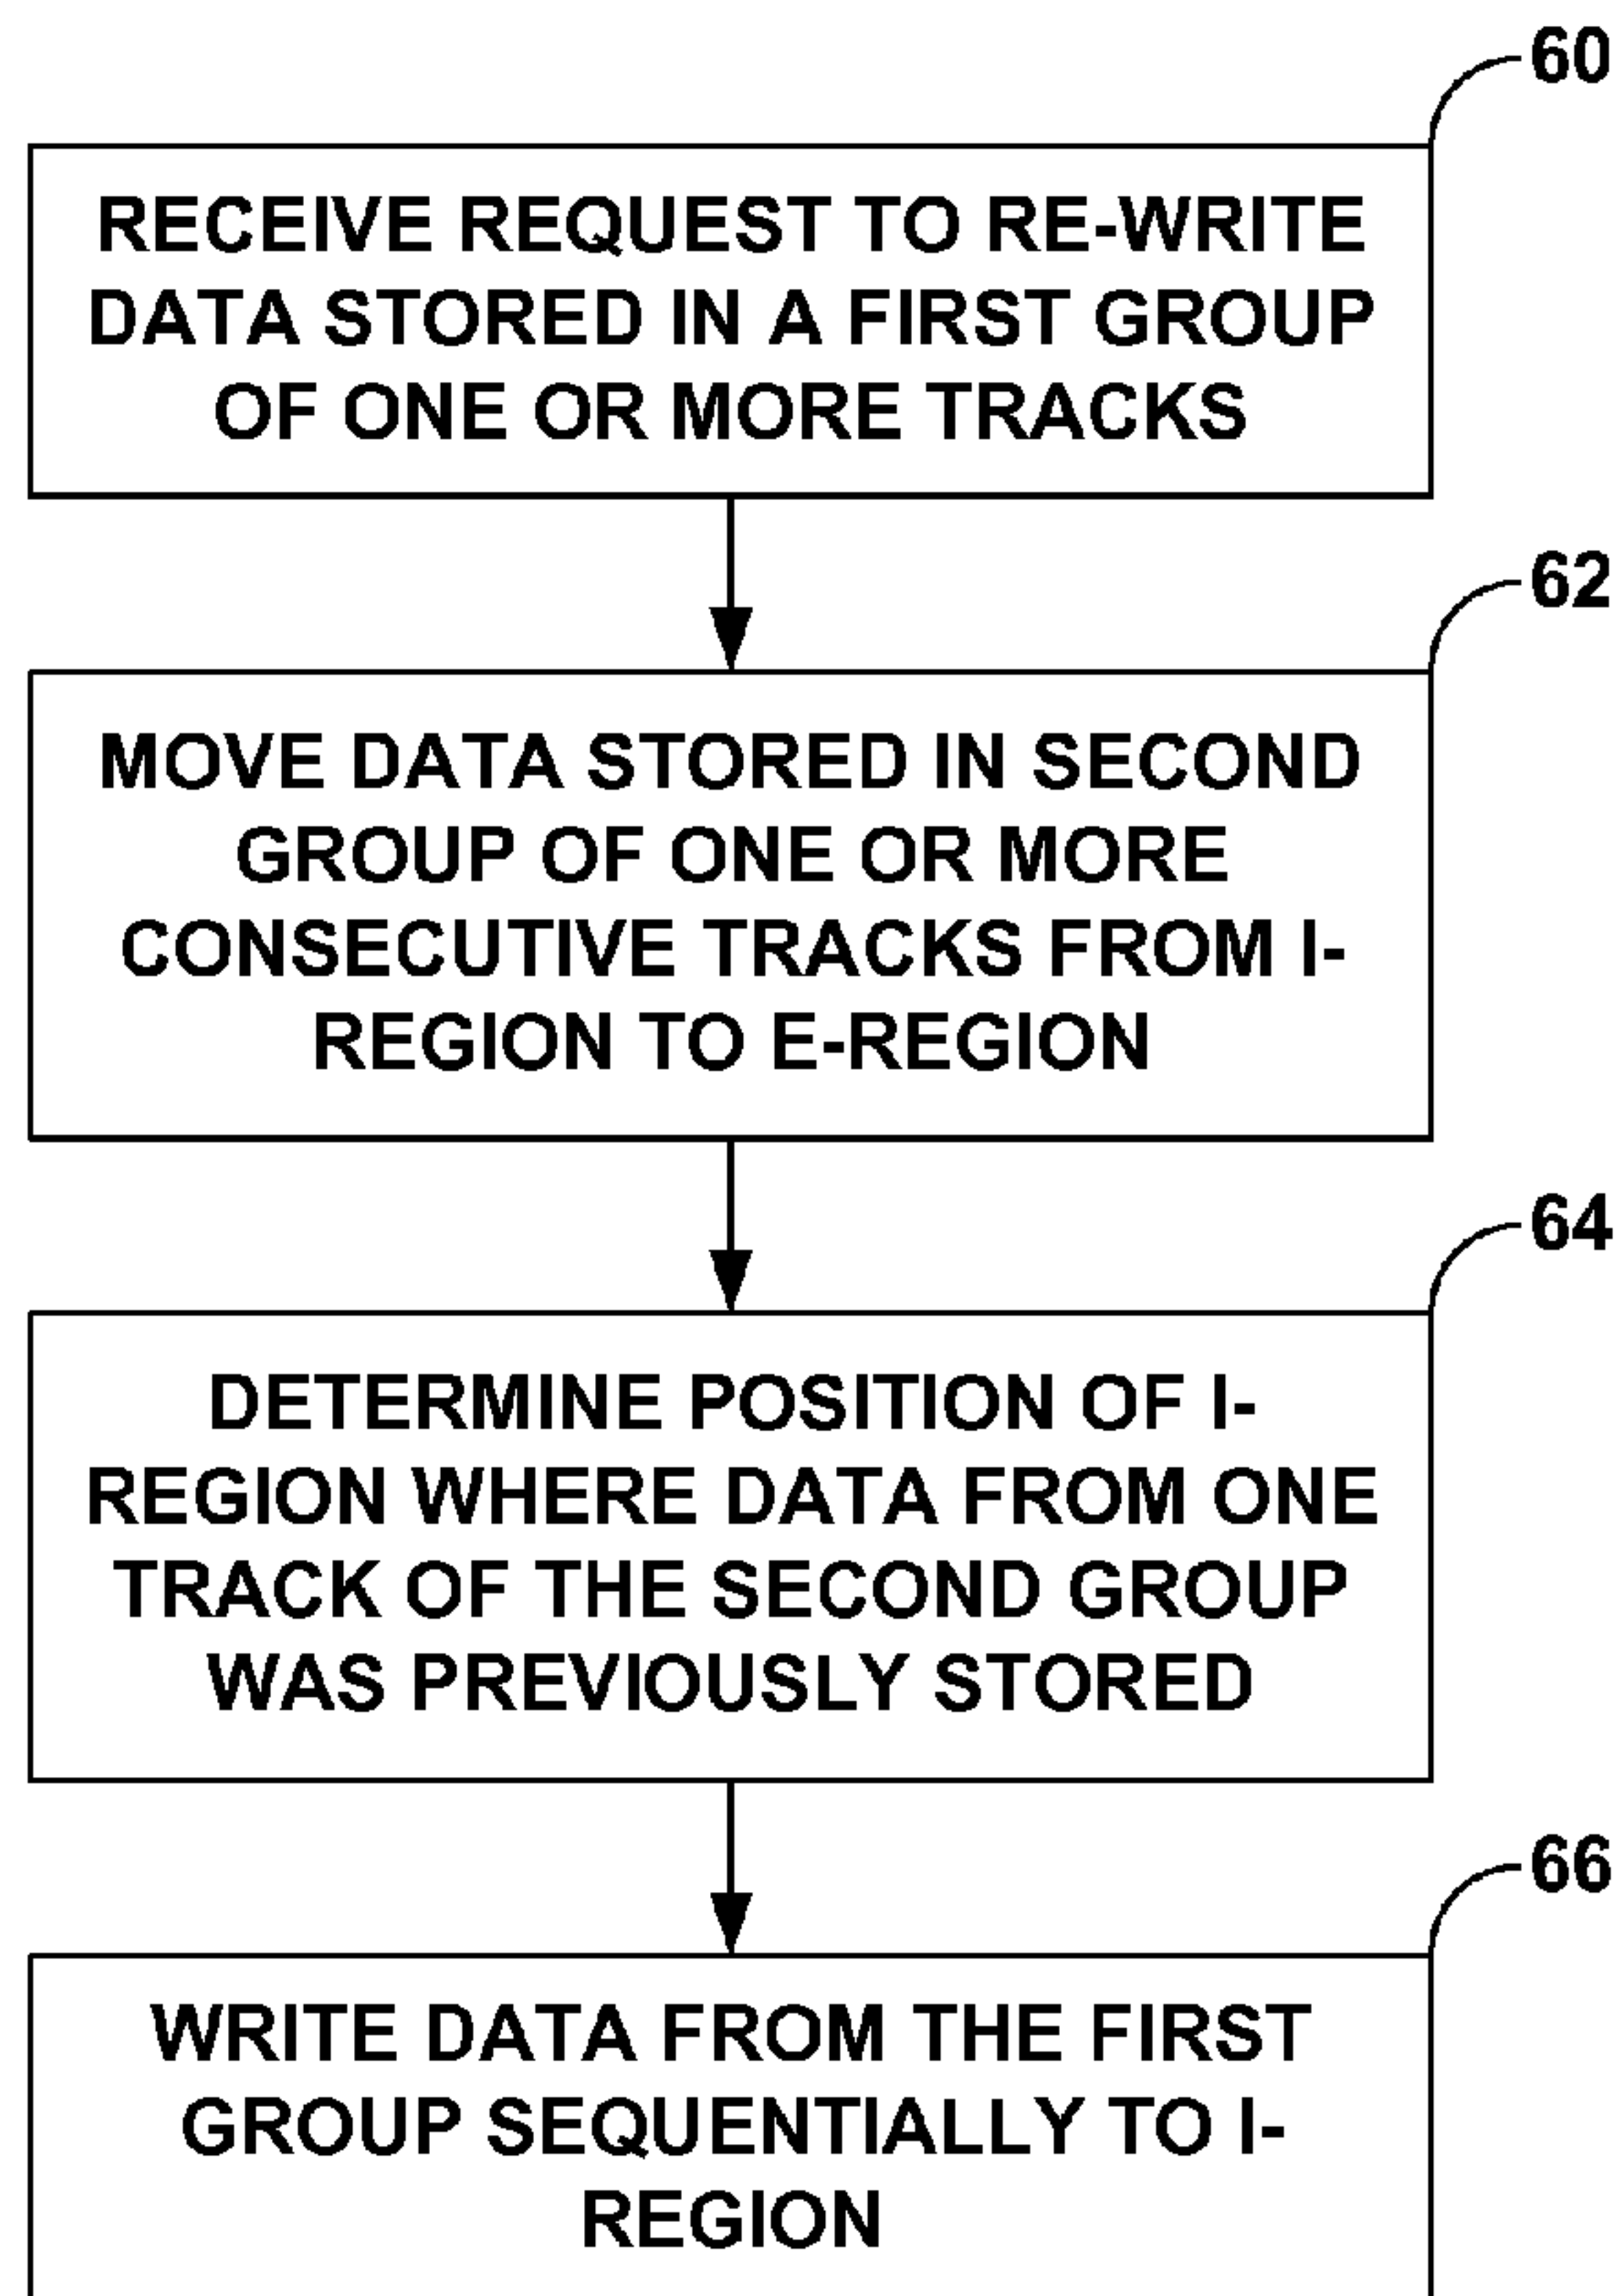 60
RECEIVE REQUEST TO RE-WRITE
DATA STORED IN A FIRST GROUP
OF ONE OR MORE TRACKS
62
MOVE DATA STORED IN SECOND
GROUP OF ONE OR MORE
CONSECUTIVE TRACKS FROM I-
REGION TO E-REGION
64
DETERMINE POSITION OF I-
REGION WHERE DATA FROM ONE
TRACK OF THE SECOND GROUP
WAS PREVIOUSLY STORED
66
WRITE DATA FROM THE FIRST
GROUP SEQUENTIALLY TO I-
REGION